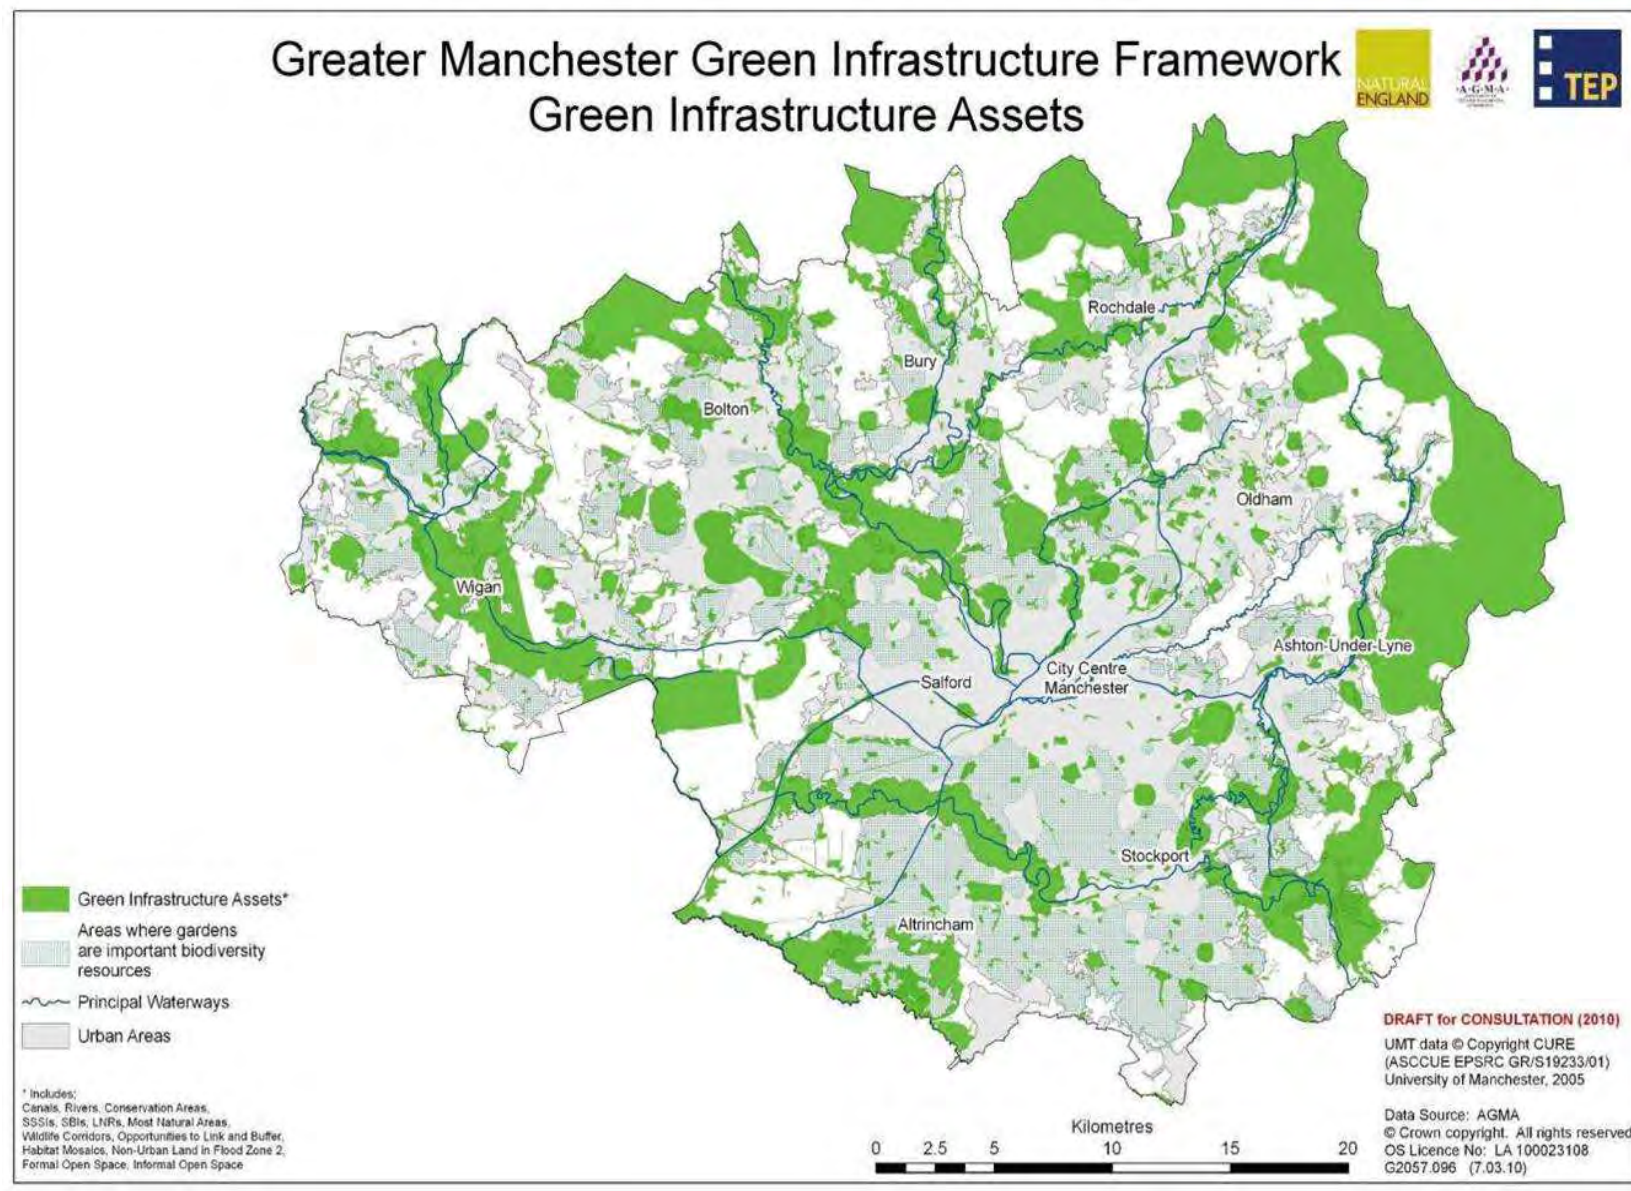 Greater Manchester Green Infrastructure Framework
Green Infrastructure Assets
NATURAL
ENGLAND
A·G·M·A
TEP
Rochdale
Bury
Bolton
Oldham
Wigan
Ashton-Under-Lyne
City Centre
Manchester
Salford
Stockport
Altrincham
Green Infrastructure Assets*
Areas where gardens
are important biodiversity
resources
Principal Waterways
Urban Areas
* Includes:
Canals, Rivers, Conservation Areas,
SSSIs, SBIs, LNRs, Most Natural Areas,
Wildlife Corridors, Opportunities to Link and Buffer,
Habitat Mosaics, Non-Urban Land in Flood Zone 2,
Formal Open Space, Informal Open Space
Kilometres
0 2.5 5 10 15 20
DRAFT for CONSULTATION (2010)
UMT data © Copyright CURE
(ASCCUE EPSRC GR/S19233/01)
University of Manchester, 2005
Data Source: AGMA
© Crown copyright. All rights reserved
OS Licence No: LA 100023108
G2057.096 (7.03.10)